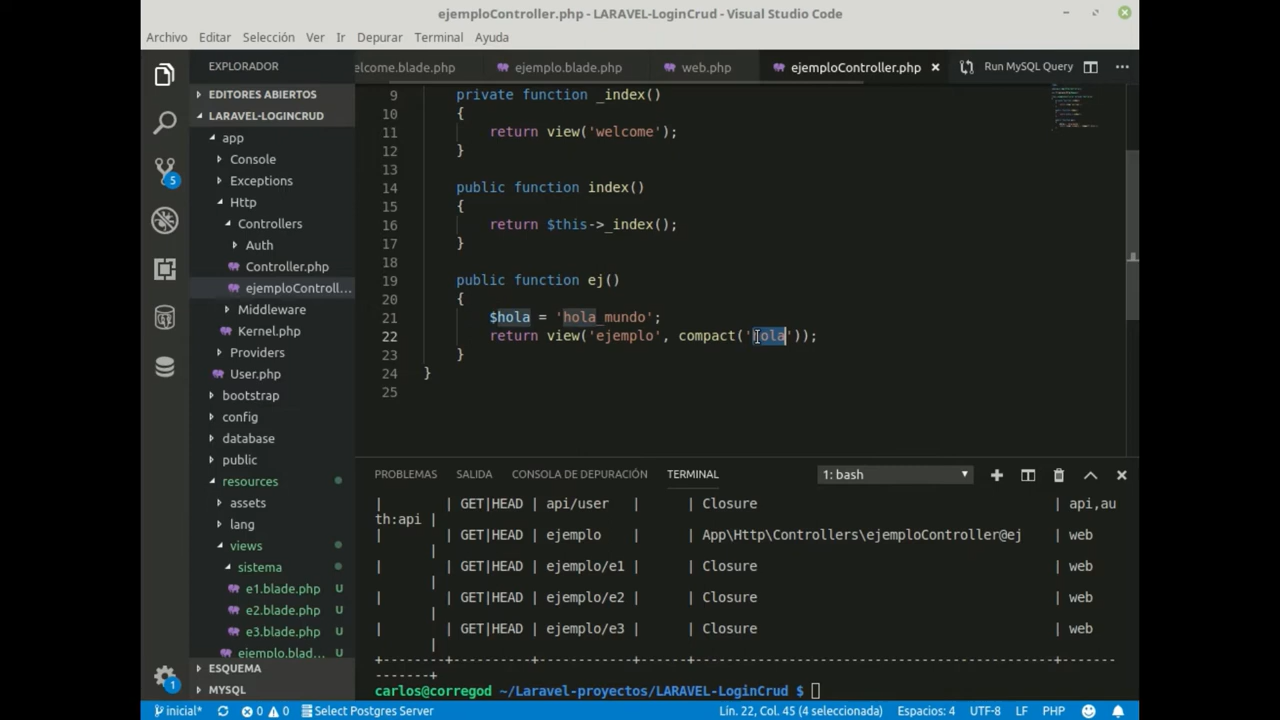 ejemploController.php - LARAVEL-LoginCrud - Visual Studio Code
Archivo Editar Selección Ver Ir Depurar Terminal Ayuda
EXPLORADOR
elcome.blade.php ejemplo.blade.php web.php ejemploController.php Run MySQL Query
EDITORES ABIERTOS
LARAVEL-LOGINCRUD
app
Console
Exceptions
Http
Controllers
Auth
Controller.php
ejemploControll...
Middleware
Kernel.php
Providers
User.php
bootstrap
config
database
public
resources
assets
lang
views
sistema
e1.blade.php U
e2.blade.php U
e3.blade.php U
ejemplo.blad... U
ESQUEMA
MYSQL
5
1
9 private function _index()
10 {
11 return view('welcome');
12 }
13
14 public function index()
15 {
16 return $this->_index();
17 }
18
19 public function ej()
20 {
21 $hola = 'hola_mundo';
22 return view('ejemplo', compact('hola'));
23 }
24 }
25
PROBLEMAS SALIDA CONSOLA DE DEPURACIÓN TERMINAL 1: bash
| | GET|HEAD | api/user | | Closure | api,au
th:api |
| | GET|HEAD | ejemplo | | App\Http\Controllers\ejemploController@ej | web
|
| | GET|HEAD | ejemplo/e1 | | Closure | web
|
| | GET|HEAD | ejemplo/e2 | | Closure | web
|
| | GET|HEAD | ejemplo/e3 | | Closure | web
|
+--------+----------+------------+------+-------------------------------------------+------
--------+
carlos@corregod ~/Laravel-proyectos/LARAVEL-LoginCrud $
inicial* 0 0 Select Postgres Server Lín. 22, Col. 45 (4 seleccionada) Espacios: 4 UTF-8 LF PHP